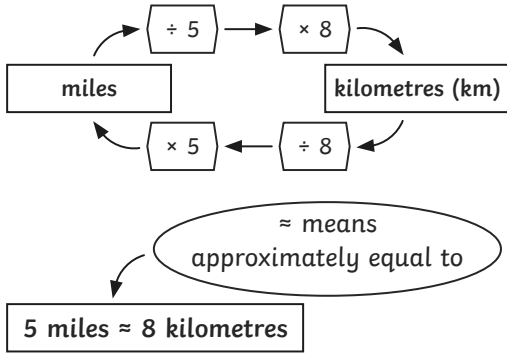 ÷ 5
× 8
miles
kilometres (km)
× 5
÷ 8
≈ means
approximately equal to
5 miles ≈ 8 kilometres